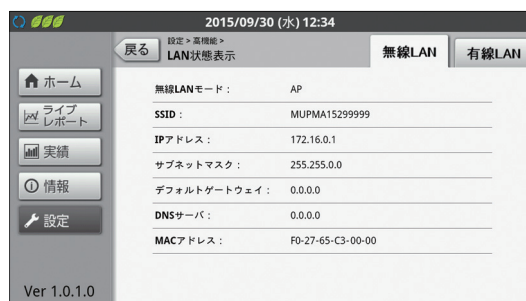 2015/09/30 (水) 12:34
戻る
設定 > 高機能 >
LAN状態表示
無線LAN
有線LAN
ホーム
ライブ
レポート
実績
情報
設定
Ver 1.0.1.0
無線LANモード： AP
SSID： MUPMA15299999
IPアドレス： 172.16.0.1
サブネットマスク： 255.255.0.0
デフォルトゲートウェイ： 0.0.0.0
DNSサーバ： 0.0.0.0
MACアドレス： F0-27-65-C3-00-00